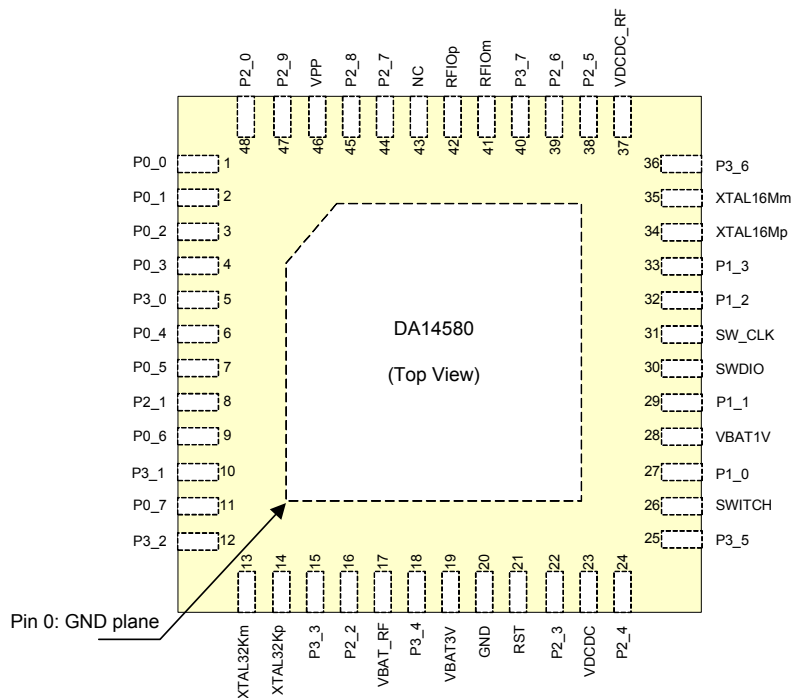 P2_0
P2_9
VPP
P2_8
P2_7
NC
RFIOp
RFIOm
P3_7
P2_6
P2_5
VDCDC_RF
48
47
46
45
44
43
42
41
40
39
38
37
P0_0 1
P0_1 2
P0_2 3
P0_3 4
P3_0 5
P0_4 6
P0_5 7
P2_1 8
P0_6 9
P3_1 10
P0_7 11
P3_2 12
36 P3_6
35 XTAL16Mm
34 XTAL16Mp
33 P1_3
32 P1_2
31 SW_CLK
30 SWDIO
29 P1_1
28 VBAT1V
27 P1_0
26 SWITCH
25 P3_5
DA14580
(Top View)
13
14
15
16
17
18
19
20
21
22
23
24
XTAL32Km
XTAL32Kp
P3_3
P2_2
VBAT_RF
P3_4
VBAT3V
GND
RST
P2_3
VDCDC
P2_4
Pin 0: GND plane